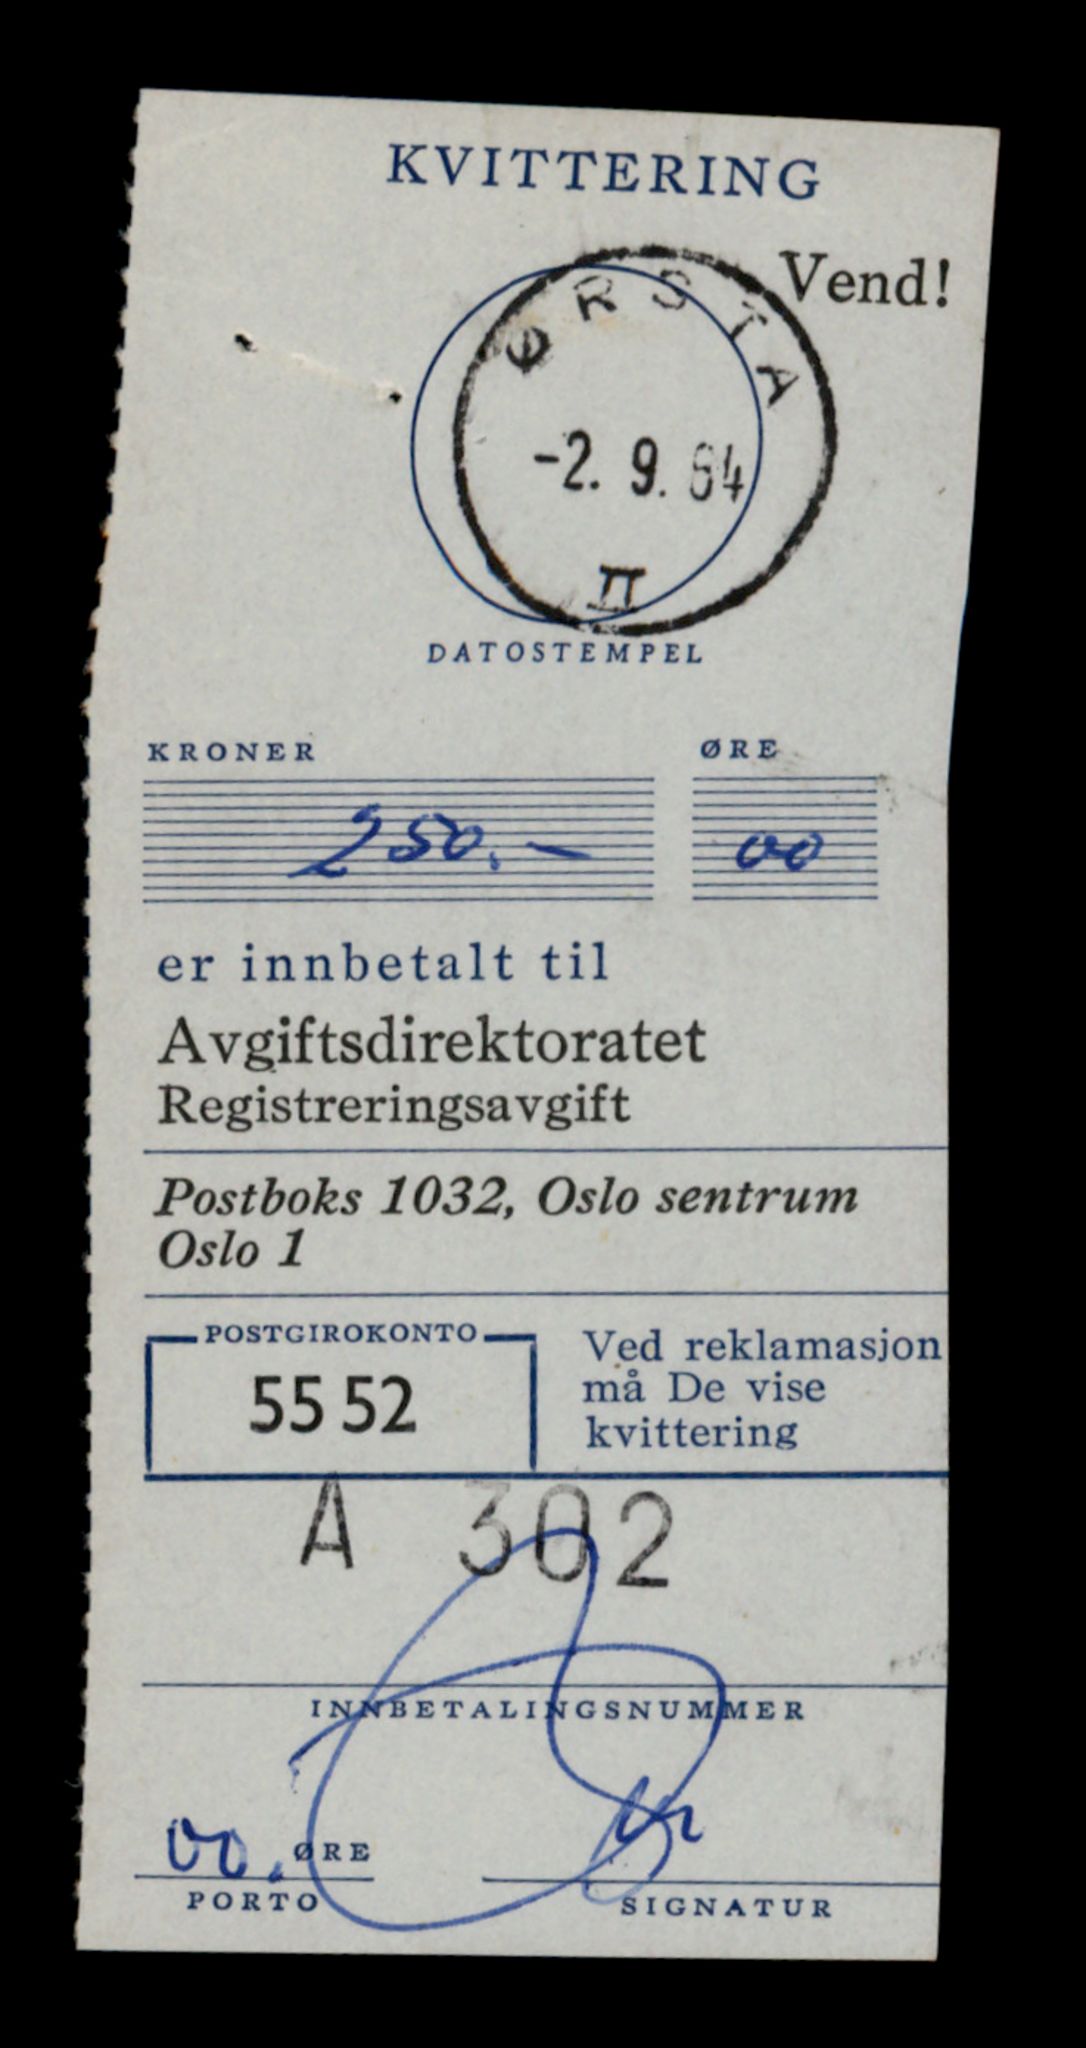 KVITTERING
Vend!
ØRSTA
-2. 9. 64
II
DATOSTEMPEL
KRONER ØRE
250.- 00
er innbetalt til
Avgiftsdirektoratet
Registreringsavgift
Postboks 1032, Oslo sentrum
Oslo 1
POSTGIROKONTO
55 52
Ved reklamasjon
må De vise
kvittering
A 302
INNBETALINGSNUMMER
00. ØRE
PORTO
SIGNATUR